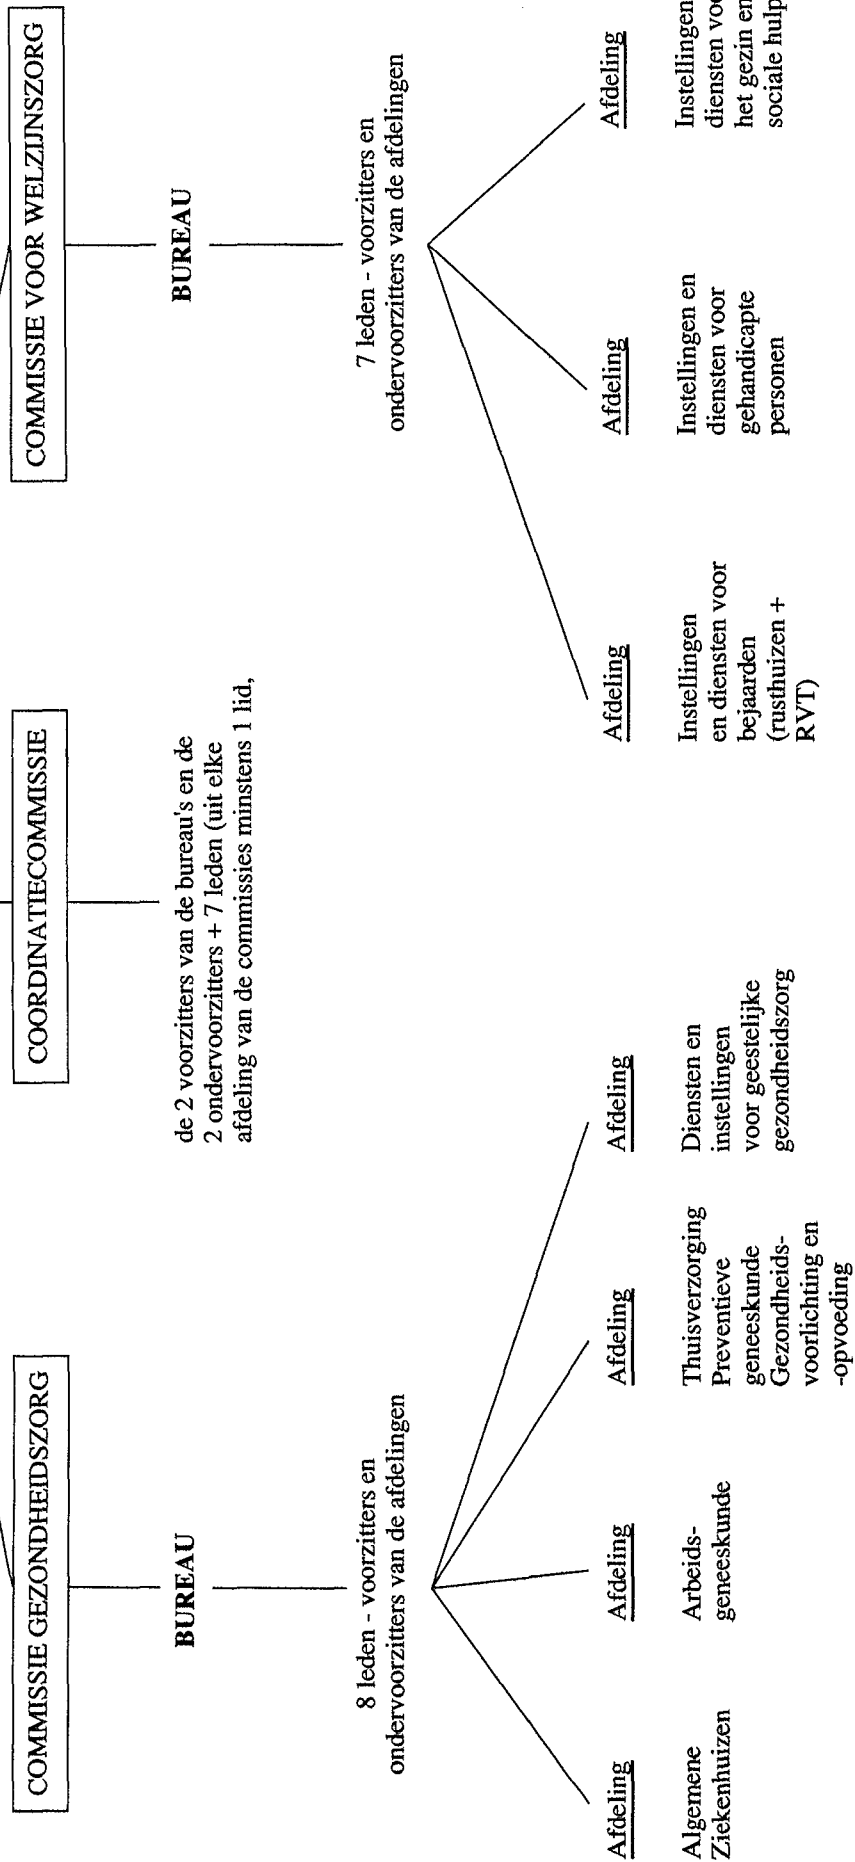 COMMISSIE GEZONDHEIDSZORG
BUREAU
8 leden - voorzitters en
ondervoorzitters van de afdelingen
Afdeling
Algemene
Ziekenhuizen
Afdeling
Arbeids-
geneeskunde
Afdeling
Thuisverzorging
Preventieve
geneeskunde
Gezondheids-
voorlichting en
-opvoeding
Afdeling
Diensten en
instellingen
voor geestelijke
gezondheidszorg
COORDINATIECOMMISSIE
de 2 voorzitters van de bureau's en de
2 ondervoorzitters + 7 leden (uit elke
afdeling van de commissies minstens 1 lid,
COMMISSIE VOOR WELZIJNSZORG
BUREAU
7 leden - voorzitters en
ondervoorzitters van de afdelingen
Afdeling
Instellingen
en diensten voor
bejaarden
(rusthuizen +
RVT)
Afdeling
Instellingen en
diensten voor
gehandicapte
personen
Afdeling
Instellingen
diensten
het gezin en
sociale hulp